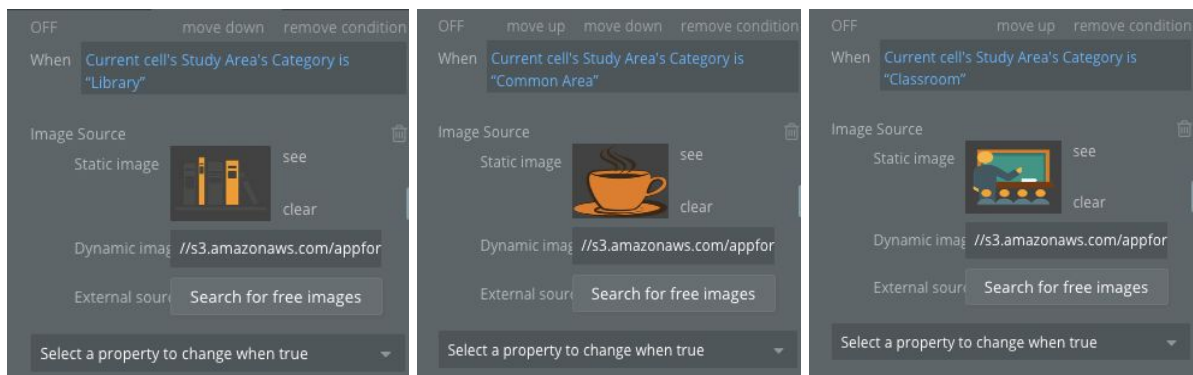 OFF move down remove condition
When Current cell's Study Area's Category is
“Library”
Image Source
Static image see
clear
Dynamic imag //s3.amazonaws.com/appfor
External sour Search for free images
Select a property to change when true
OFF move up move down remove condition
When Current cell's Study Area's Category is
“Common Area”
Image Source
Static image see
clear
Dynamic imag //s3.amazonaws.com/appfor
External sour Search for free images
Select a property to change when true
OFF move up remove condition
When Current cell's Study Area's Category is
“Classroom”
Image Source
Static image see
clear
Dynamic imag //s3.amazonaws.com/appfor
External sour Search for free images
Select a property to change when true